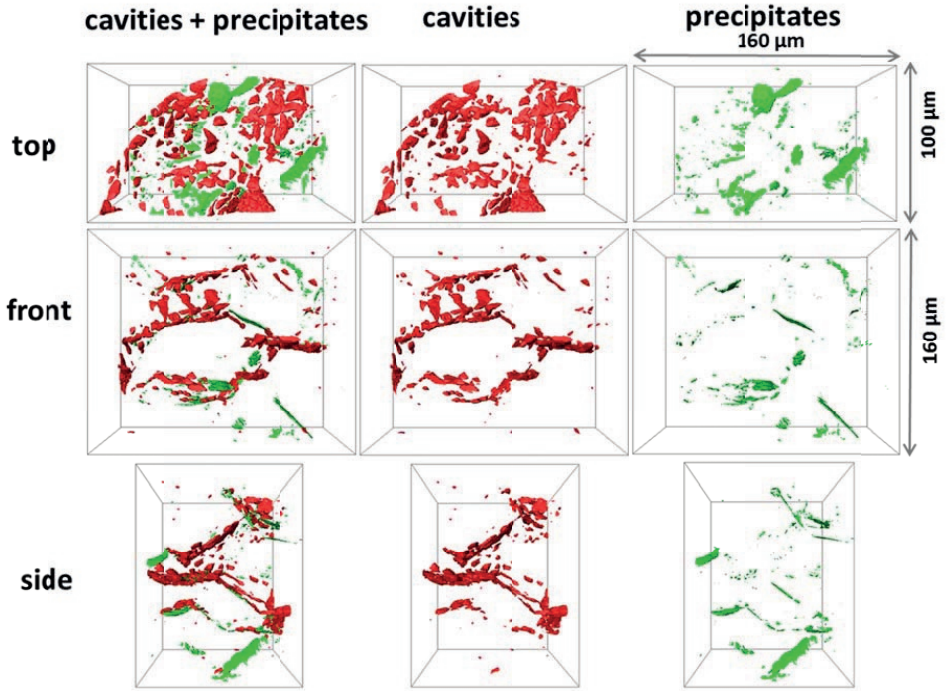 cavities + precipitates
cavities
precipitates
160 µm
top
100 µm
front
160 µm
side